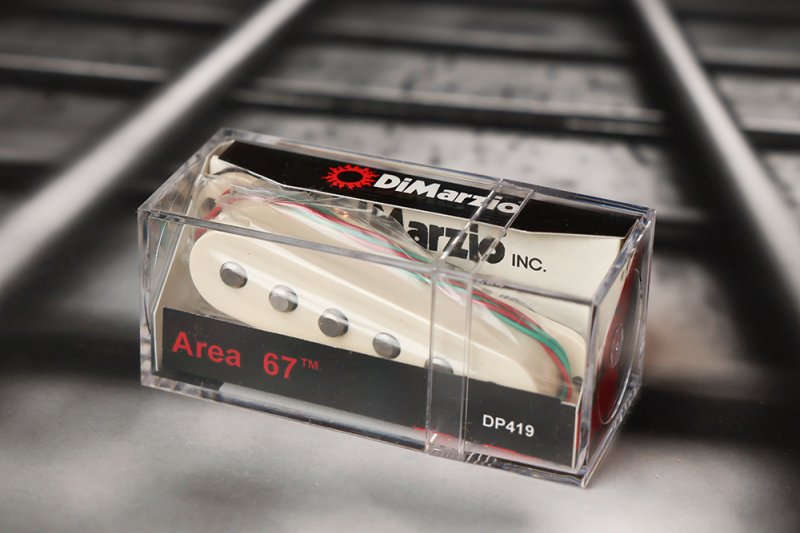 DiMarzio
DiMarzio INC.
Area 67™
DP419